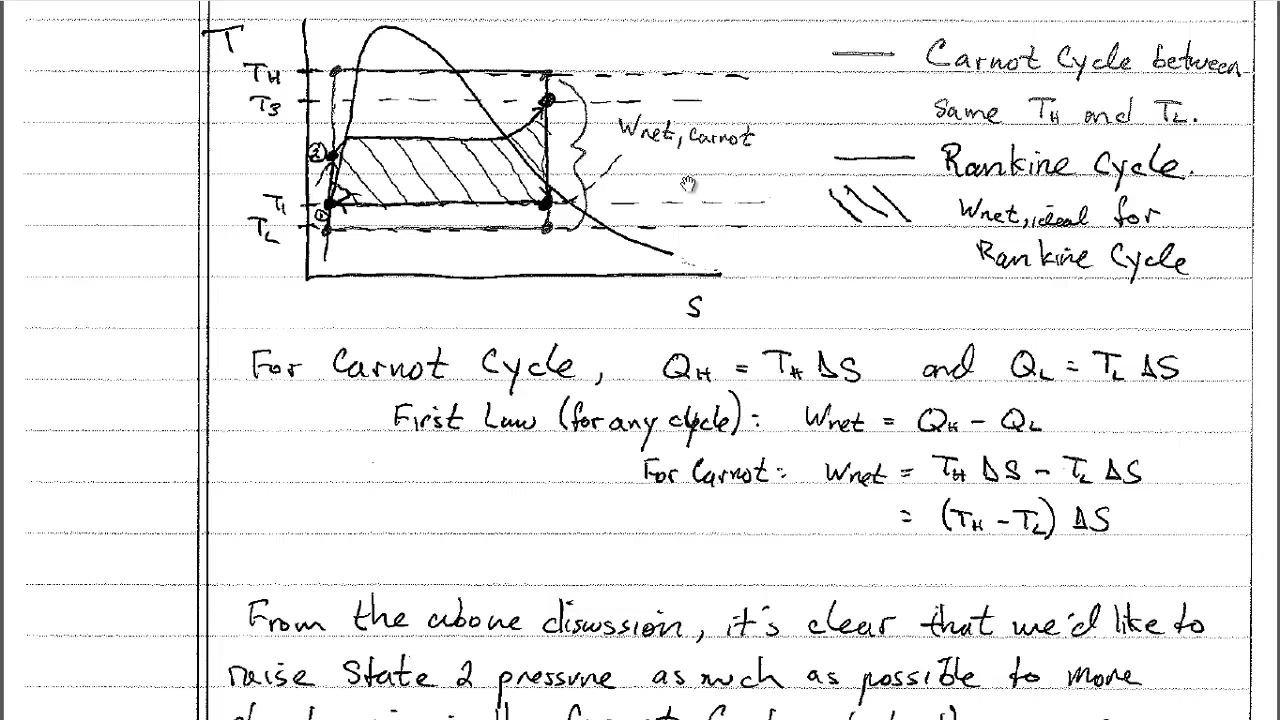 T
TH
T3
T1
TL
2
1
Wnet, carnot
S
Carnot Cycle between
same TH and TL.
Rankine Cycle.
Wnet, ideal for
Rankine Cycle
For Carnot Cycle, QH = TH ΔS and QL = TL ΔS
First Law (for any cycle): Wnet = QH - QL
For Carnot: Wnet = TH ΔS - TL ΔS
= (TH - TL) ΔS
From the above discussion, it's clear that we'd like to
raise State 2 pressure as much as possible to more